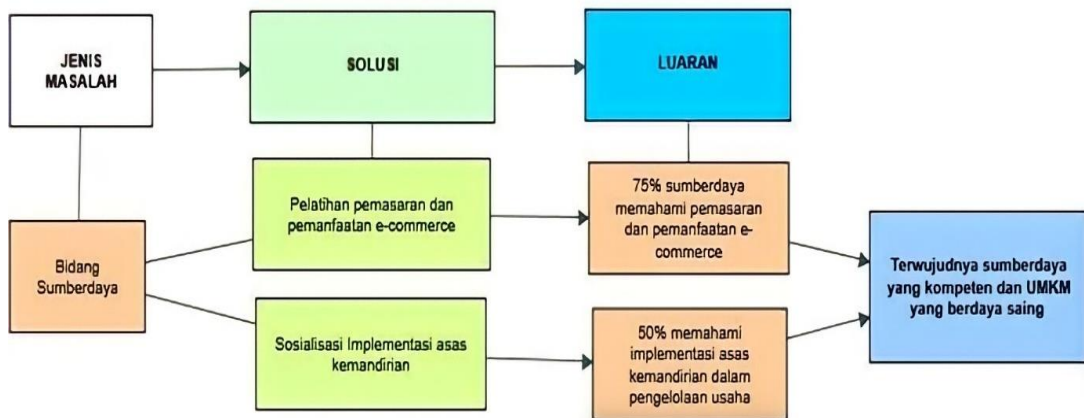 JENIS
MASALAH
SOLUSI
LUARAN
Pelatihan pemasaran dan
pemanfaatan e-commerce
75% sumberdaya
memahami pemasaran
dan pemanfaatan e-
commerce
Bidang
Sumberdaya
Terwujudnya sumberdaya
yang kompeten dan UMKM
yang berdaya saing
Sosialisasi Implementasi asas
kemandirian
50% memahami
implementasi asas
kemandirian dalam
pengelolaan usaha